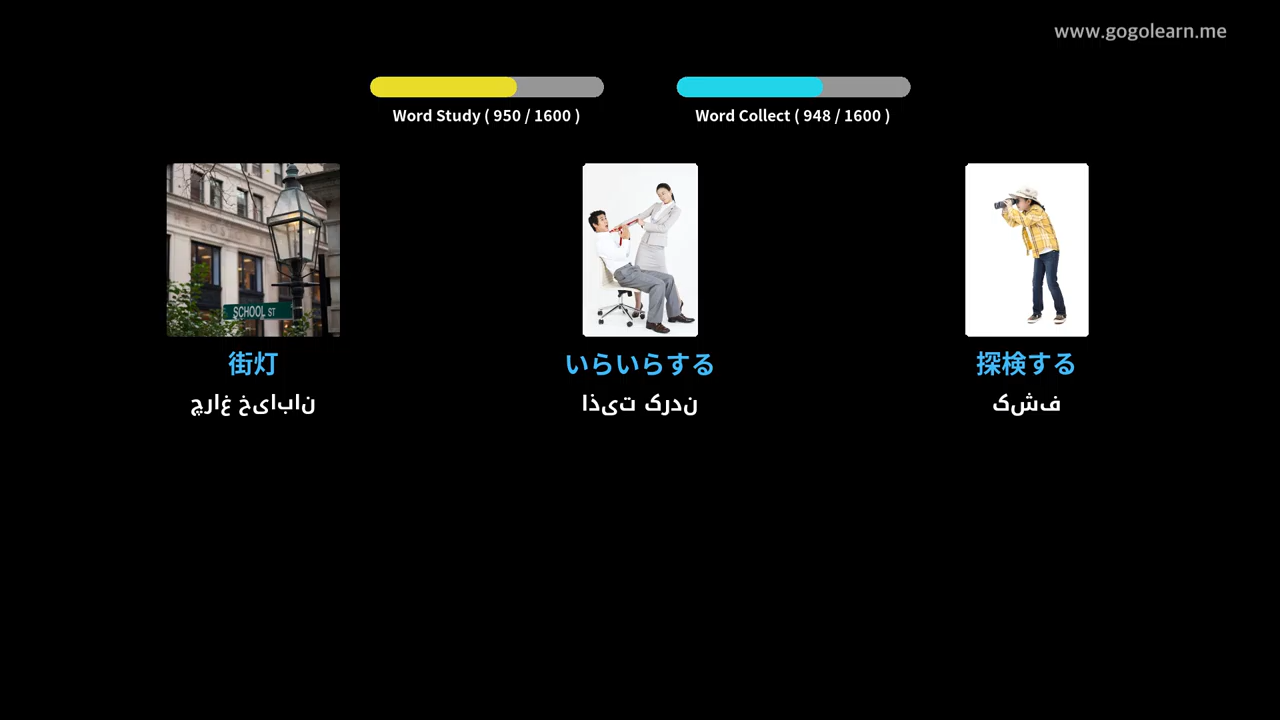 www.gogolearn.me
Word Study ( 950 / 1600 )
Word Collect ( 948 / 1600 )
SCHOOL ST
街灯
چراغ خیابان
いらいらする
اذیت کردن
探検する
کشف